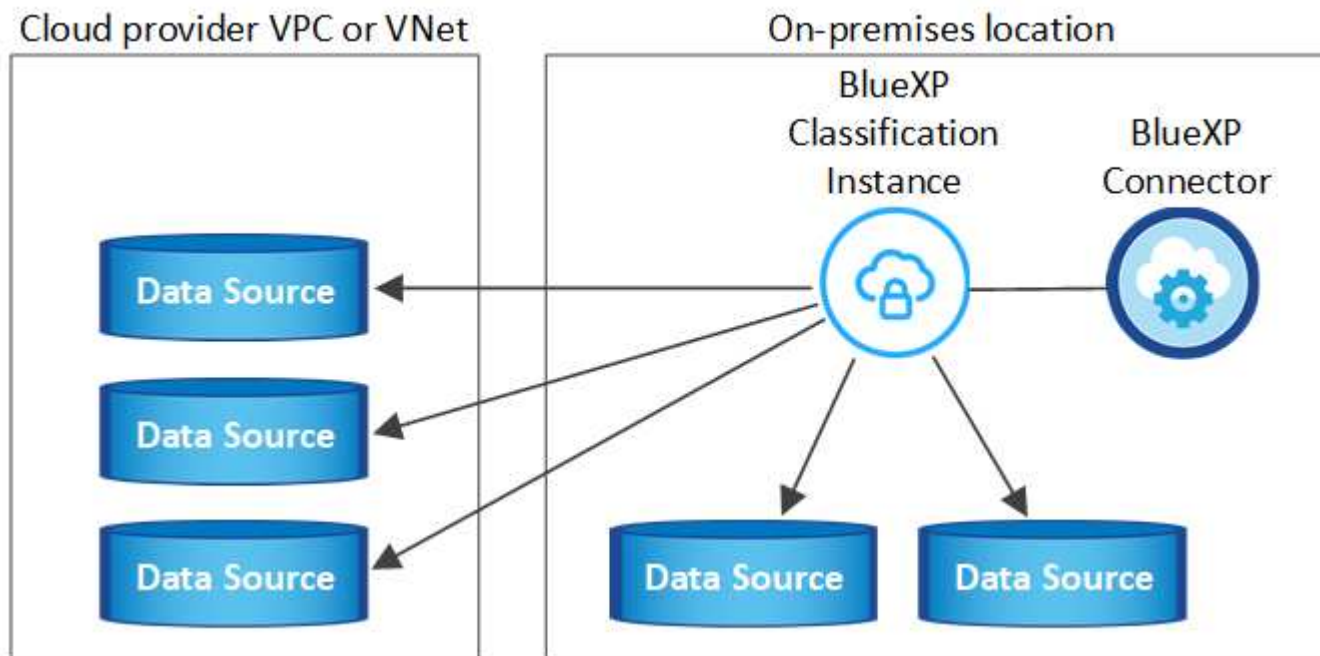 Cloud provider VPC or VNet
On-premises location
BlueXP
Classification
Instance
BlueXP
Connector
Data Source
Data Source
Data Source
Data Source
Data Source